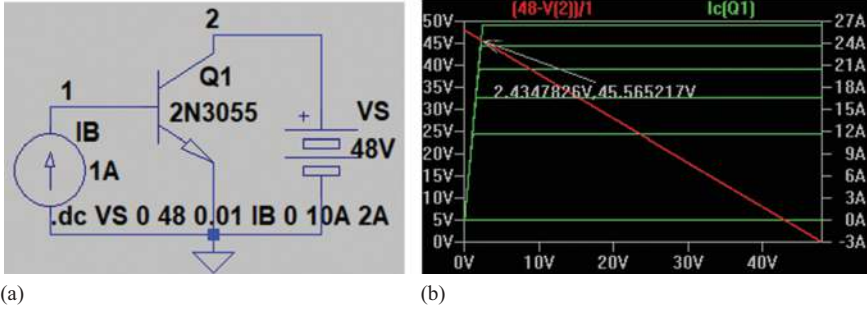 2
1
Q1
2N3055
VS
48V
IB
1A
.dc VS 0 48 0.01 IB 0 10A 2A
(a)
(48-V(2))/1
Ic(Q1)
50V
45V
40V
35V
30V
25V
20V
15V
10V
5V
0V
27A
24A
21A
18A
15A
12A
9A
6A
3A
0A
-3A
2.4347826V,45.565217V
0V 10V 20V 30V 40V
(b)